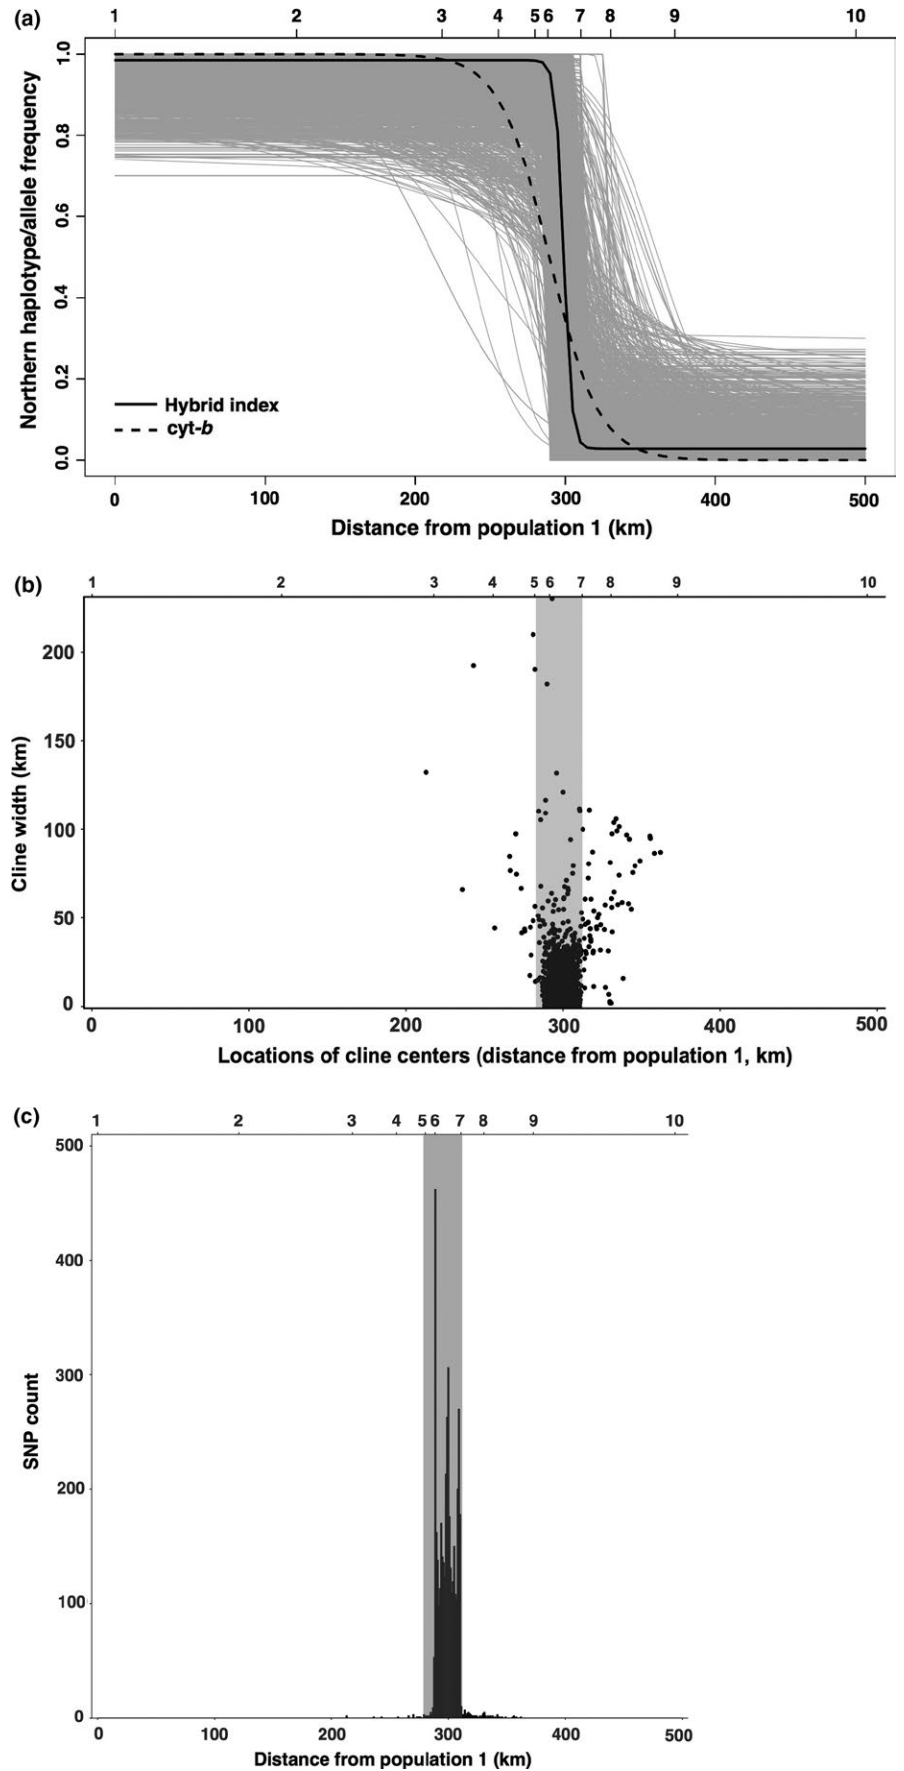 (a)
1 2 3 4 5 6 7 8 9 10
Northern haplotype/allele frequency
1.0
0.8
0.6
0.4
0.2
0.0
Hybrid index
cyt-b
0 100 200 300 400 500
Distance from population 1 (km)
(b)
1 2 3 4 5 6 7 8 9 10
Cline width (km)
200
150
100
50
0
0 100 200 300 400 500
Locations of cline centers (distance from population 1, km)
(c)
1 2 3 4 5 6 7 8 9 10
SNP count
500
400
300
200
100
0
0 100 200 300 400 500
Distance from population 1 (km)